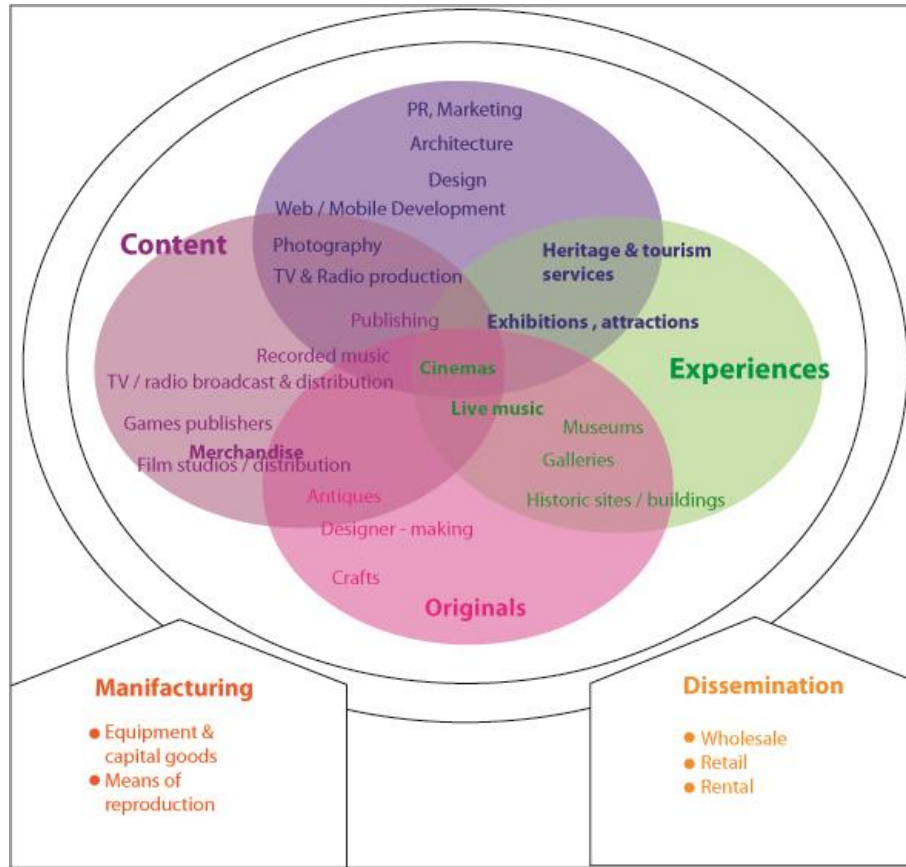 PR, Marketing
Architecture
Design
Web / Mobile Development
Content
Photography
TV & Radio production
Heritage & tourism
services
Publishing
Exhibitions , attractions
Recorded music
Cinemas
Experiences
TV / radio broadcast & distribution
Live music
Games publishers
Museums
Merchandise
Film studios / distribution
Galleries
Antiques
Historic sites / buildings
Designer - making
Crafts
Originals
Manifacturing
● Equipment &
capital goods
● Means of
reproduction
Dissemination
● Wholesale
● Retail
● Rental